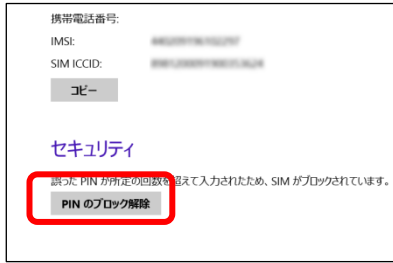 携帯電話番号:
IMSI:
SIM ICCID:
コピー
セキュリティ
誤った PIN が所定の回数を超えて入力されたため、SIM がブロックされています。
PIN のブロック解除